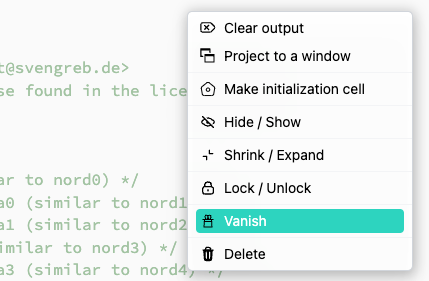 Clear output
t@svengreb.de>
Project to a window
se found in the lice
Make initialization cell
Hide / Show
Shrink / Expand
ar to nord0) */
Lock / Unlock
a0 (similar to nord1
a1 (similar to nord2
Vanish
imilar to nord3) */
Delete
a3 (similar to nord4) */